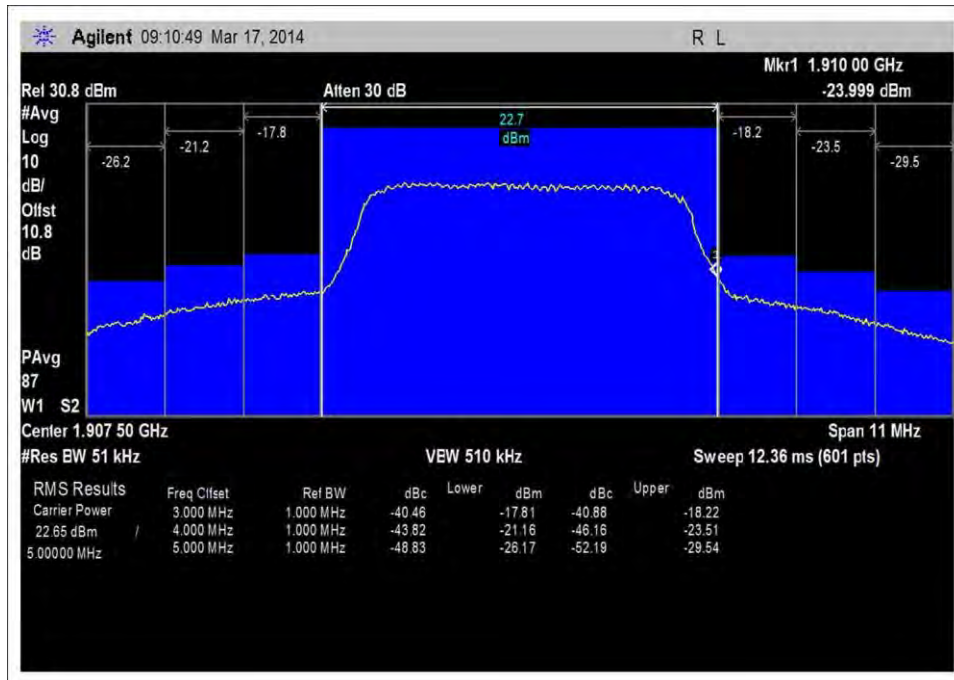 Agilent 09:10:49 Mar 17, 2014 R L
Mkr1 1.910 00 GHz
Ref 30.8 dBm Atten 30 dB -23.999 dBm
#Avg
Log
10
dB/
Offst
10.8
dB
-26.2 -21.2 -17.8 22.7 -18.2 -23.5 -29.5
dBm
PAvg
87
W1 S2
Center 1.907 50 GHz Span 11 MHz
#Res BW 51 kHz VBW 510 kHz Sweep 12.36 ms (601 pts)
RMS Results Freq Offset Ref BW dBc Lower dBm dBc Upper dBm
Carrier Power 3.000 MHz 1.000 MHz -40.46 -17.81 -40.88 -18.22
22.65 dBm / 4.000 MHz 1.000 MHz -43.82 -21.16 -46.16 -23.51
5.00000 MHz 5.000 MHz 1.000 MHz -48.83 -26.17 -52.19 -29.54